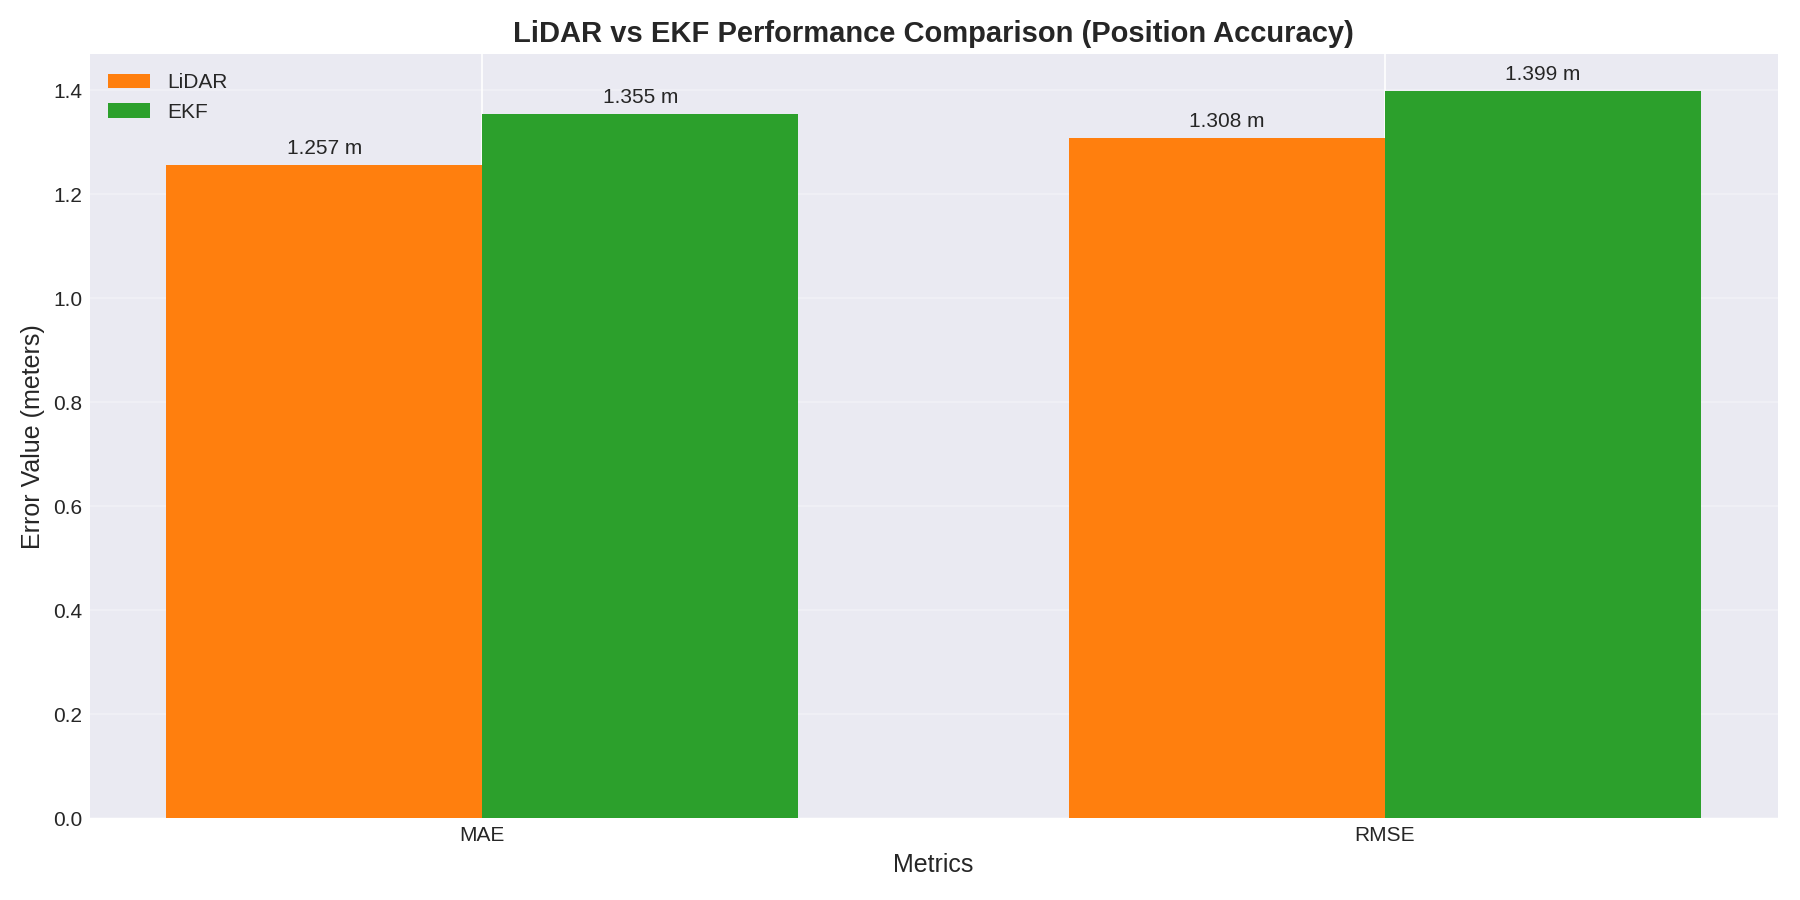 LiDAR vs EKF Performance Comparison (Position Accuracy)
LiDAR
EKF
1.257 m
1.355 m
1.308 m
1.399 m
Error Value (meters)
1.4
1.2
1.0
0.8
0.6
0.4
0.2
0.0
MAE
RMSE
Metrics